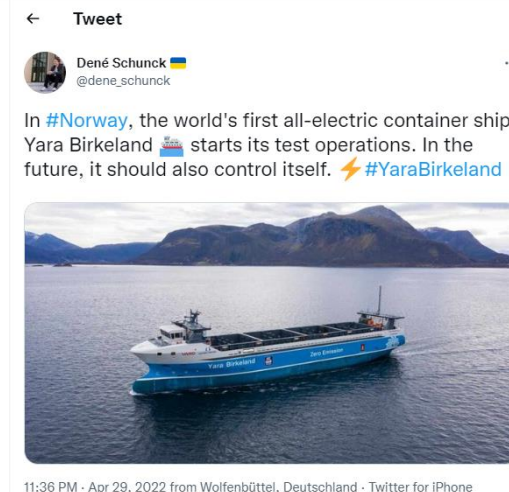 Tweet
Dené Schunck
@dene_schunck
In #Norway, the world's first all-electric container ship
Yara Birkeland 🚢 starts its test operations. In the
future, it should also control itself. ⚡#YaraBirkeland
Yara Birkeland
Zero Emission
11:36 PM · Apr 29, 2022 from Wolfenbüttel, Deutschland · Twitter for iPhone